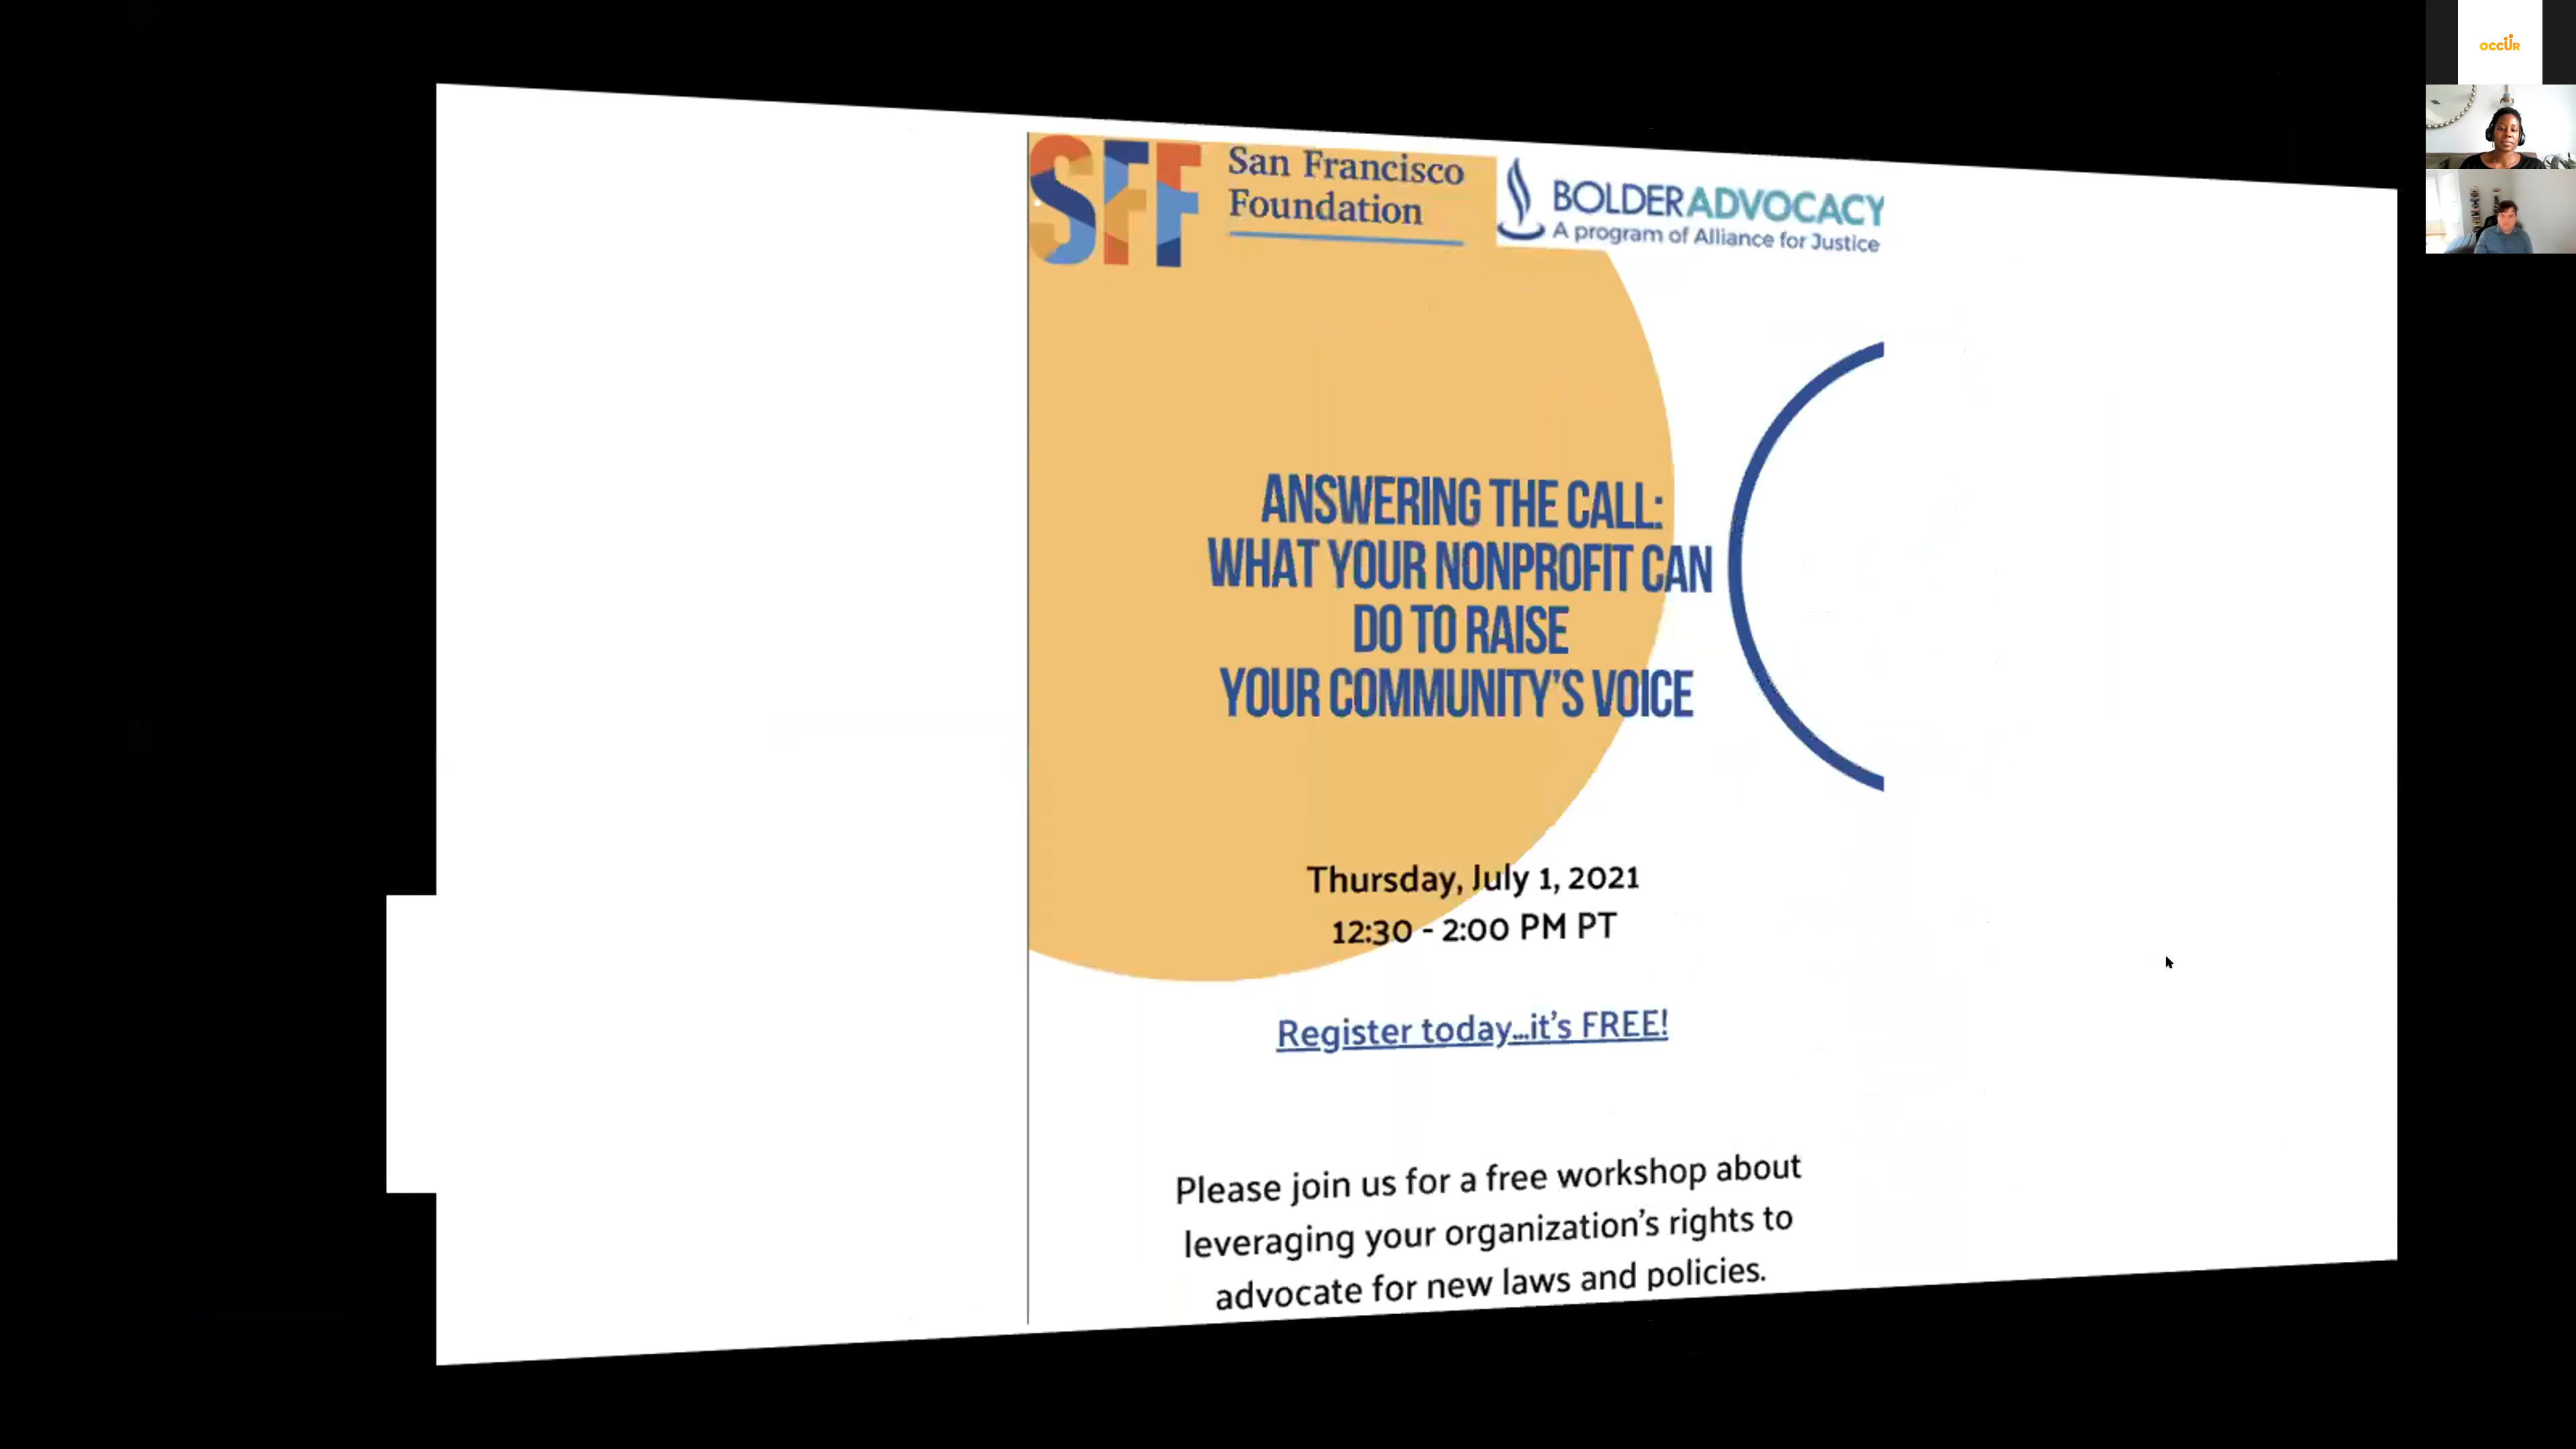 SFF
San Francisco
Foundation
BOLDERADVOCACY
A program of Alliance for Justice
ANSWERING THE CALL:
WHAT YOUR NONPROFIT CAN
DO TO RAISE
YOUR COMMUNITY'S VOICE
Thursday, July 1, 2021
12:30 - 2:00 PM PT
Register today...it's FREE!
Please join us for a free workshop about
leveraging your organization's rights to
advocate for new laws and policies.
OCCUR